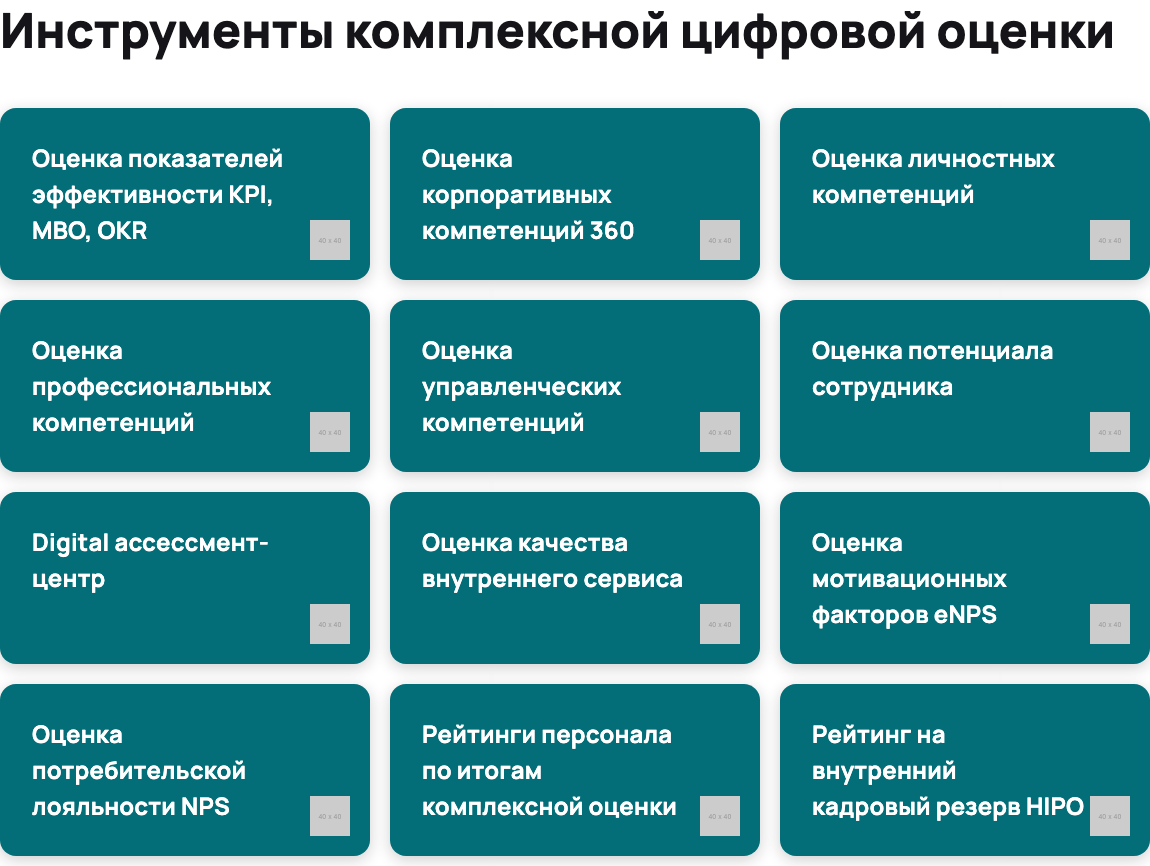 Инструменты комплексной цифровой оценки
Оценка показателей
эффективности KPI,
MBO, OKR
40 x 40
Оценка
корпоративных
компетенций 360
40 x 40
Оценка личностных
компетенций
40 x 40
Оценка
профессиональных
компетенций
40 x 40
Оценка
управленческих
компетенций
40 x 40
Оценка потенциала
сотрудника
40 x 40
Digital ассессмент-
центр
40 x 40
Оценка качества
внутреннего сервиса
40 x 40
Оценка
мотивационных
факторов eNPS
40 x 40
Оценка
потребительской
лояльности NPS
40 x 40
Рейтинги персонала
по итогам
комплексной оценки
40 x 40
Рейтинг на
внутренний
кадровый резерв HIPO
40 x 40